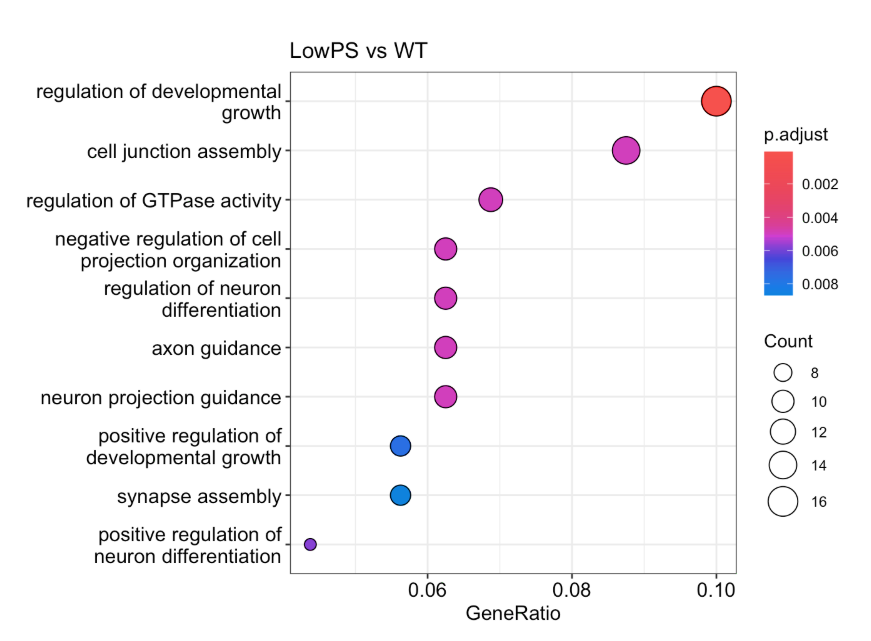 LowPS vs WT
regulation of developmental
growth
cell junction assembly
regulation of GTPase activity
negative regulation of cell
projection organization
regulation of neuron
differentiation
axon guidance
neuron projection guidance
positive regulation of
developmental growth
synapse assembly
positive regulation of
neuron differentiation
0.06 0.08 0.10
GeneRatio
p.adjust
0.002
0.004
0.006
0.008
Count
8
10
12
14
16